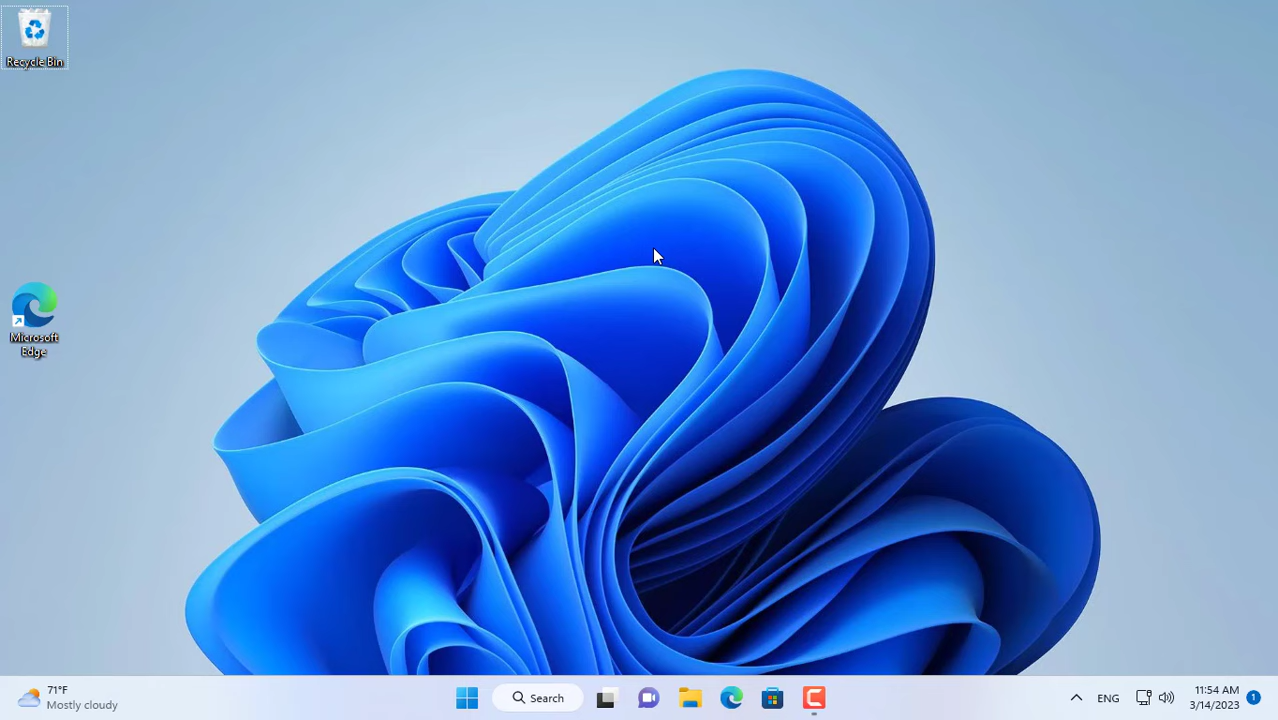 Recycle Bin
Microsoft
Edge
71°F
Mostly cloudy
Search
ENG
11:54 AM
3/14/2023
1